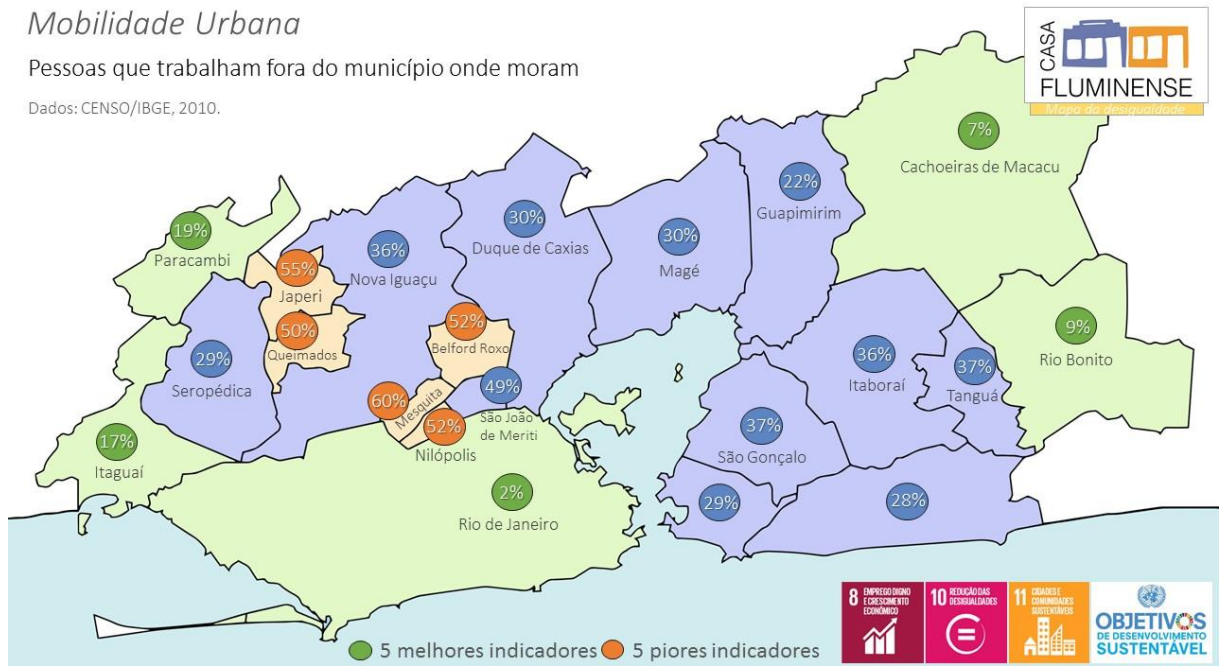 Mobilidade Urbana
Pessoas que trabalham fora do município onde moram
Dados: CENSO/IBGE, 2010.
CASA
FLUMINENSE
Mapa da desigualdade
7%
Cachoeiras de Macacu
22%
Guapimirim
30%
Duque de Caxias
30%
Magé
19%
Paracambi
36%
Nova Iguaçu
55%
Japeri
50%
Queimados
52%
Belford Roxo
9%
Rio Bonito
29%
Seropédica
36%
Itaboraí
37%
Tanguá
49%
São João
de Meriti
60%
Mesquita
52%
Nilópolis
37%
São Gonçalo
17%
Itaguaí
2%
Rio de Janeiro
29%
28%
5 melhores indicadores
5 piores indicadores
8 EMPREGO DIGNO
E CRESCIMENTO
ECONÔMICO
10 REDUÇÃO DAS
DESIGUALDADES
11 CIDADES E
COMUNIDADES
SUSTENTÁVEIS
OBJETIVOS
DE DESENVOLVIMENTO
SUSTENTÁVEL